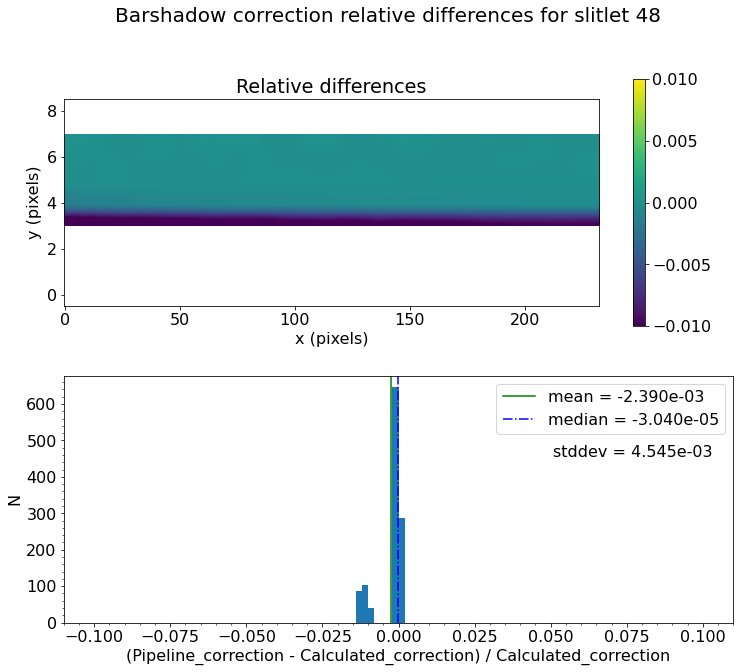 Barshadow correction relative differences for slitlet 48
Relative differences
8
6
4
2
0
y (pixels)
0 50 100 150 200
x (pixels)
0.010
0.005
0.000
−0.005
−0.010
mean = -2.390e-03
median = -3.040e-05
stddev = 4.545e-03
600
500
400
300
200
100
0
N
−0.100 −0.075 −0.050 −0.025 0.000 0.025 0.050 0.075 0.100
(Pipeline_correction - Calculated_correction) / Calculated_correction